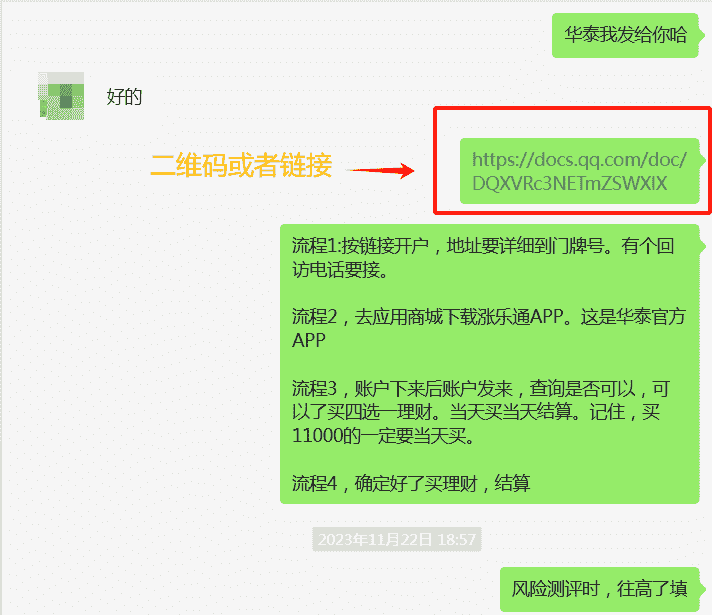 华泰我发给你哈
好的
二维码或者链接
https://docs.qq.com/doc/
DQXVRc3NETmZSWXlX
流程1:按链接开户，地址要详细到门牌号。有个回
访电话要接。
流程2，去应用商城下载涨乐通APP。这是华泰官方
APP
流程3，账户下来后账户发来，查询是否可以，可
以了买四选一理财。当天买当天结算。记住，买
11000的一定要当天买。
流程4，确定好了买理财，结算
2023年11月22日 18:57
风险测评时，往高了填